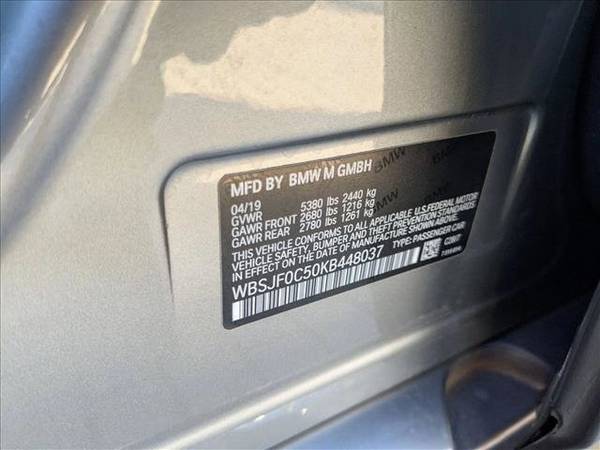 MFD BY BMW M GMBH
04/19
GVWR 5380 lbs 2440 kg
GAWR FRONT 2680 lbs 1216 kg
GAWR REAR 2780 lbs 1261 kg
THIS VEHICLE CONFORMS TO ALL APPLICABLE U.S. FEDERAL MOTOR
VEHICLE SAFETY, BUMPER, AND THEFT PREVENTION STANDARDS
IN EFFECT ON THE DATE OF MANUFACTURE SHOWN ABOVE.
WBSJF0C50KB448037 TYPE: PASSENGER CAR
BMW